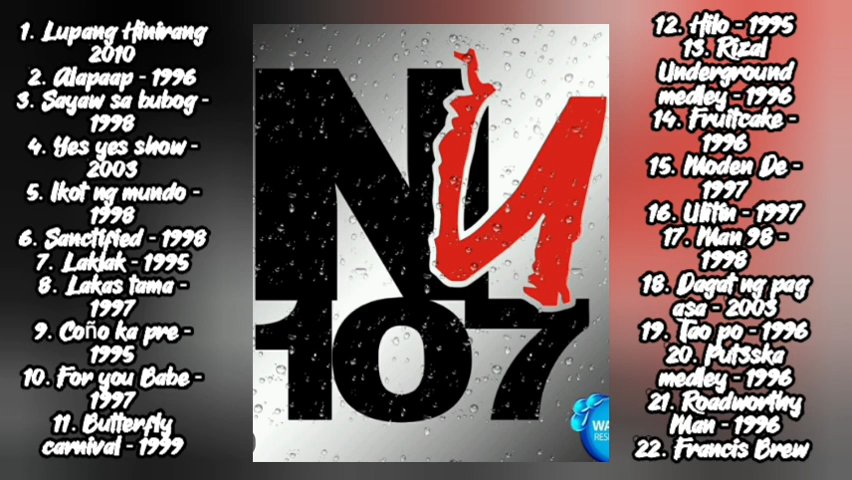 1. Lupang Hinirang
2010
2. Alapaap - 1996
3. Sayaw sa bubog -
1998
4. Yes yes show -
2003
5. Ikot ng mundo -
1998
6. Sanctified - 1998
7. Laklak - 1995
8. Lakas tama -
1997
9. Coño ka pre -
1995
10. For you Babe -
1997
11. Butterfly
carnival - 1999
NU
107
WA
RES
12. Hilo - 1995
13. Rizal
Underground
medley - 1996
14. Fruitcake -
1996
15. Moden De -
1997
16. Ulitin - 1997
17. Man 98 -
1998
18. Dagat ng pag
asa - 2003
19. Tao po - 1996
20. Put3ska
medley - 1996
21. Roadworthy
Man - 1996
22. Francis Brew